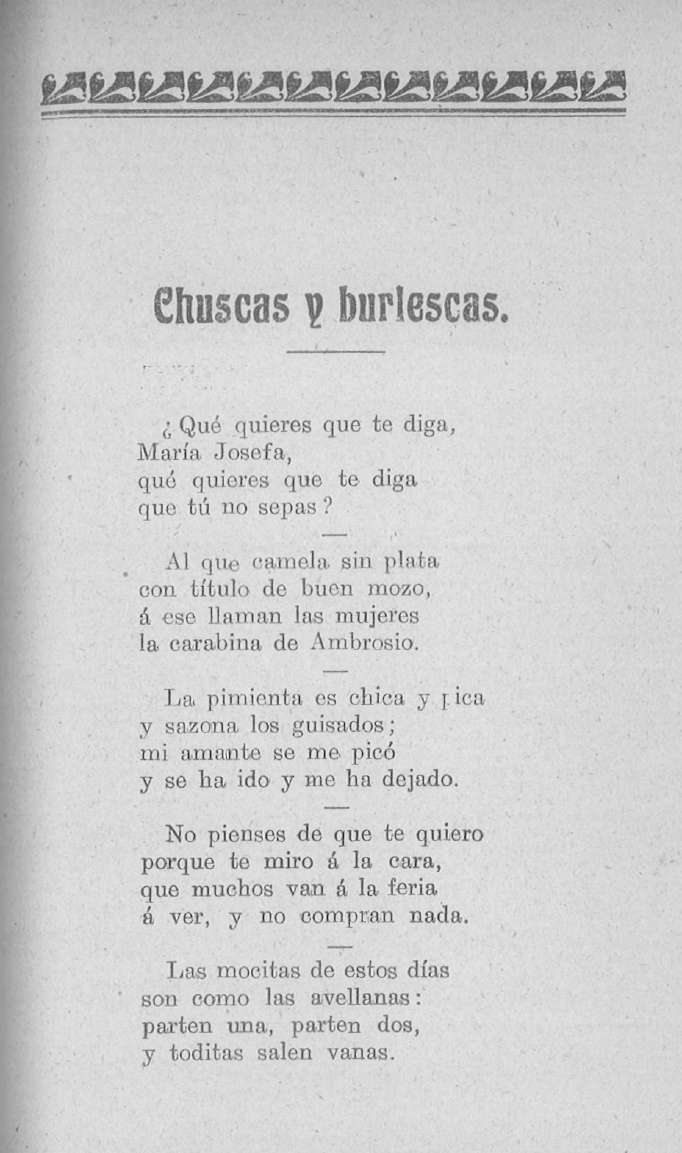 Chuscas y burlescas.
¿Qué quieres que te diga,
María Josefa,
qué quieres que te diga
que tú no sepas?
Al que camela sin plata
con título de buen mozo,
á ese llaman las mujeres
la carabina de Ambrosio.
La pimienta es chica y pica
y sazona los guisados;
mi amante se me picó
y se ha ido y me ha dejado.
No pienses de que te quiero
porque te miro á la cara,
que muchos van á la feria
á ver, y no compran nada.
Las mocitas de estos días
son como las avellanas:
parten una, parten dos,
y toditas salen vanas.